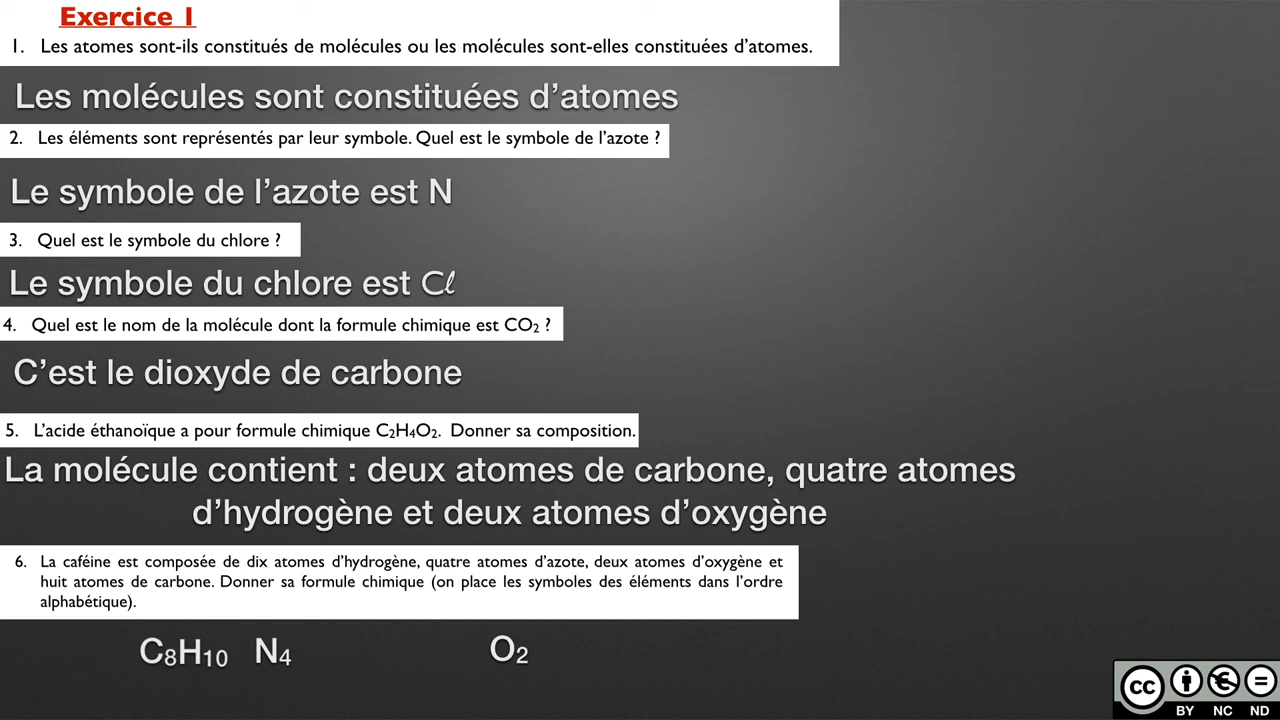 Exercice 1
1. Les atomes sont-ils constitués de molécules ou les molécules sont-elles constituées d’atomes.
Les molécules sont constituées d’atomes
2. Les éléments sont représentés par leur symbole. Quel est le symbole de l’azote ?
Le symbole de l’azote est N
3. Quel est le symbole du chlore ?
Le symbole du chlore est Cℓ
4. Quel est le nom de la molécule dont la formule chimique est CO₂ ?
C’est le dioxyde de carbone
5. L’acide éthanoïque a pour formule chimique C₂H₄O₂. Donner sa composition.
La molécule contient : deux atomes de carbone, quatre atomes
d’hydrogène et deux atomes d’oxygène
6. La caféine est composée de dix atomes d’hydrogène, quatre atomes d’azote, deux atomes d’oxygène et
huit atomes de carbone. Donner sa formule chimique (on place les symboles des éléments dans l’ordre
alphabétique).
C₈H₁₀ N₄ O₂
cc
BY NC ND